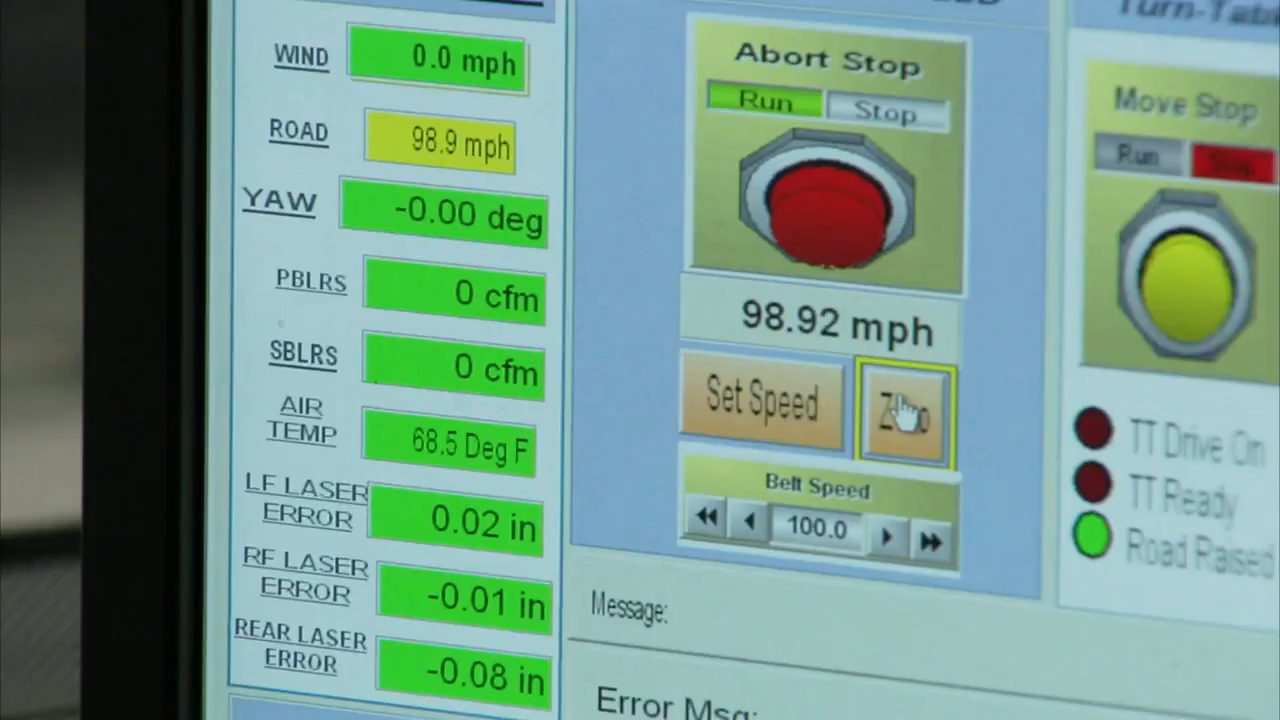 WIND 0.0 mph
ROAD 98.9 mph
YAW -0.00 deg
PBLRS 0 cfm
SBLRS 0 cfm
AIR
TEMP 68.5 Deg F
LF LASER
ERROR 0.02 in
RF LASER
ERROR -0.01 in
REAR LASER
ERROR -0.08 in
Abort Stop
Run Stop
98.92 mph
Set Speed
Belt Speed
100.0
Message:
Error Msg:
Move Stop
Run
TT Drive On
TT Ready
Road Raised